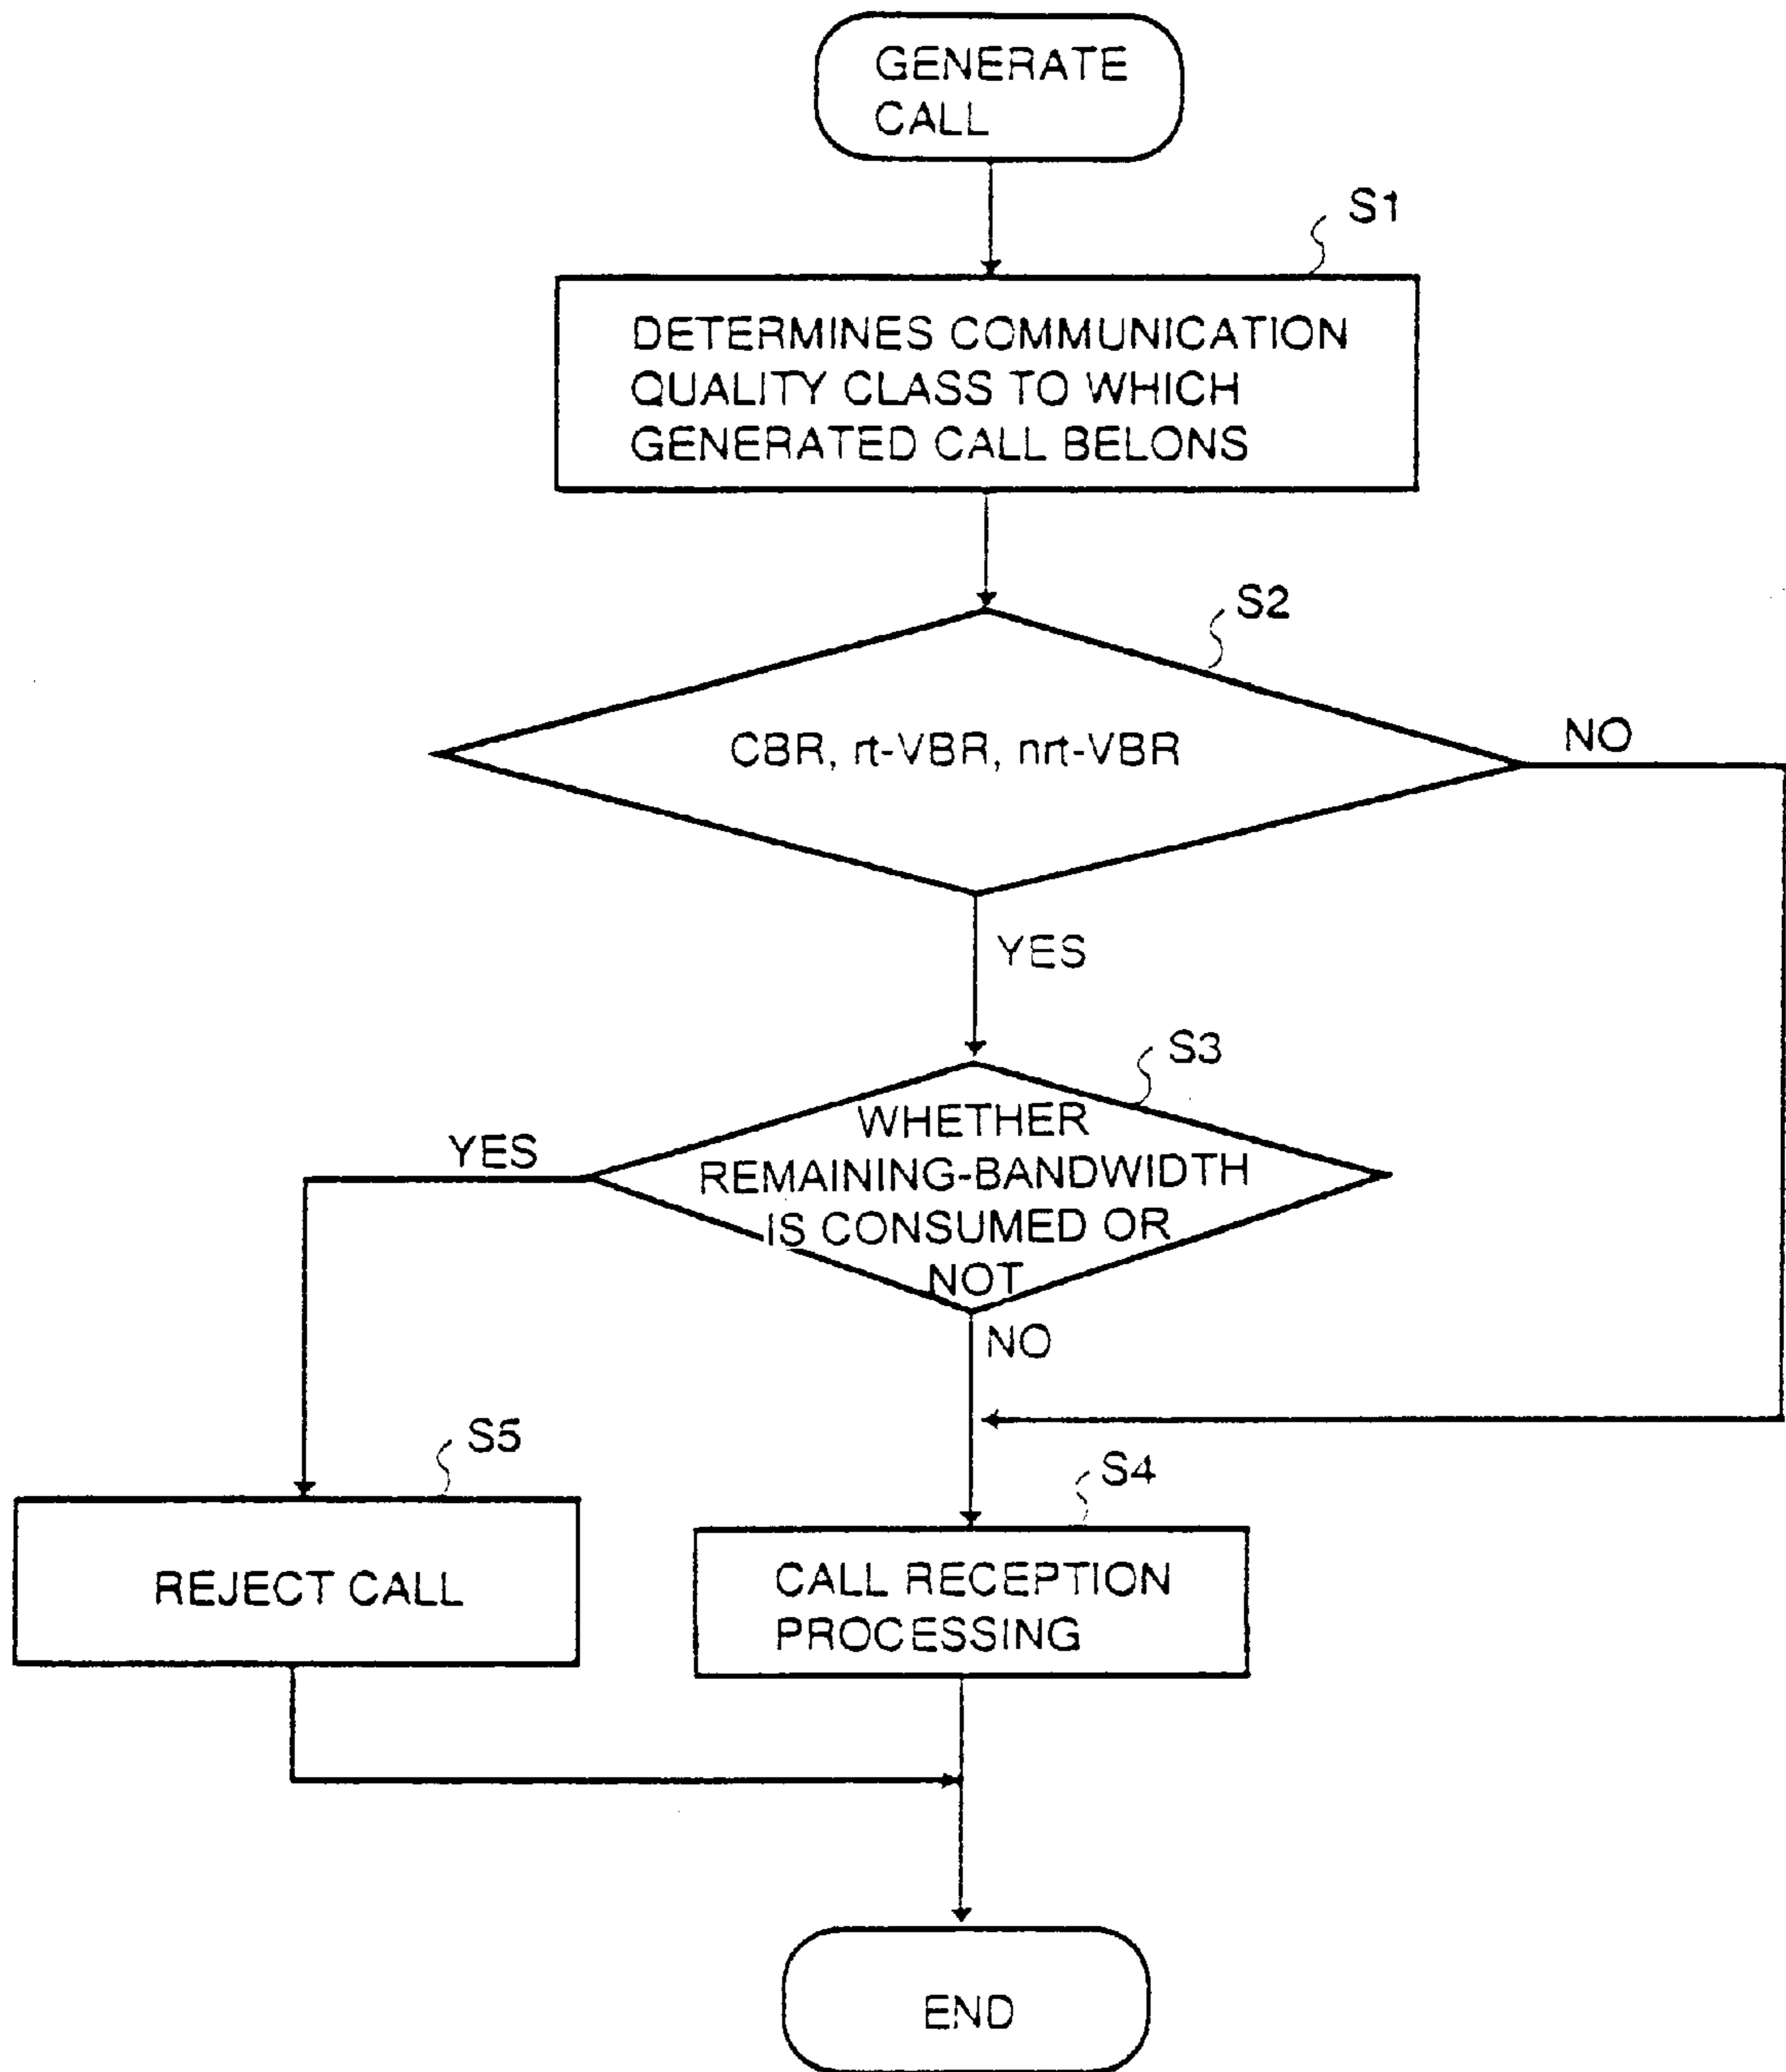 GENERATE
CALL
S1
DETERMINES COMMUNICATION
QUALITY CLASS TO WHICH
GENERATED CALL BELONS
S2
CBR, rt-VBR, nrt-VBR
NO
YES
S3
WHETHER
REMAINING-BANDWIDTH
IS CONSUMED OR
NOT
YES
NO
S5
REJECT CALL
S4
CALL RECEPTION
PROCESSING
END